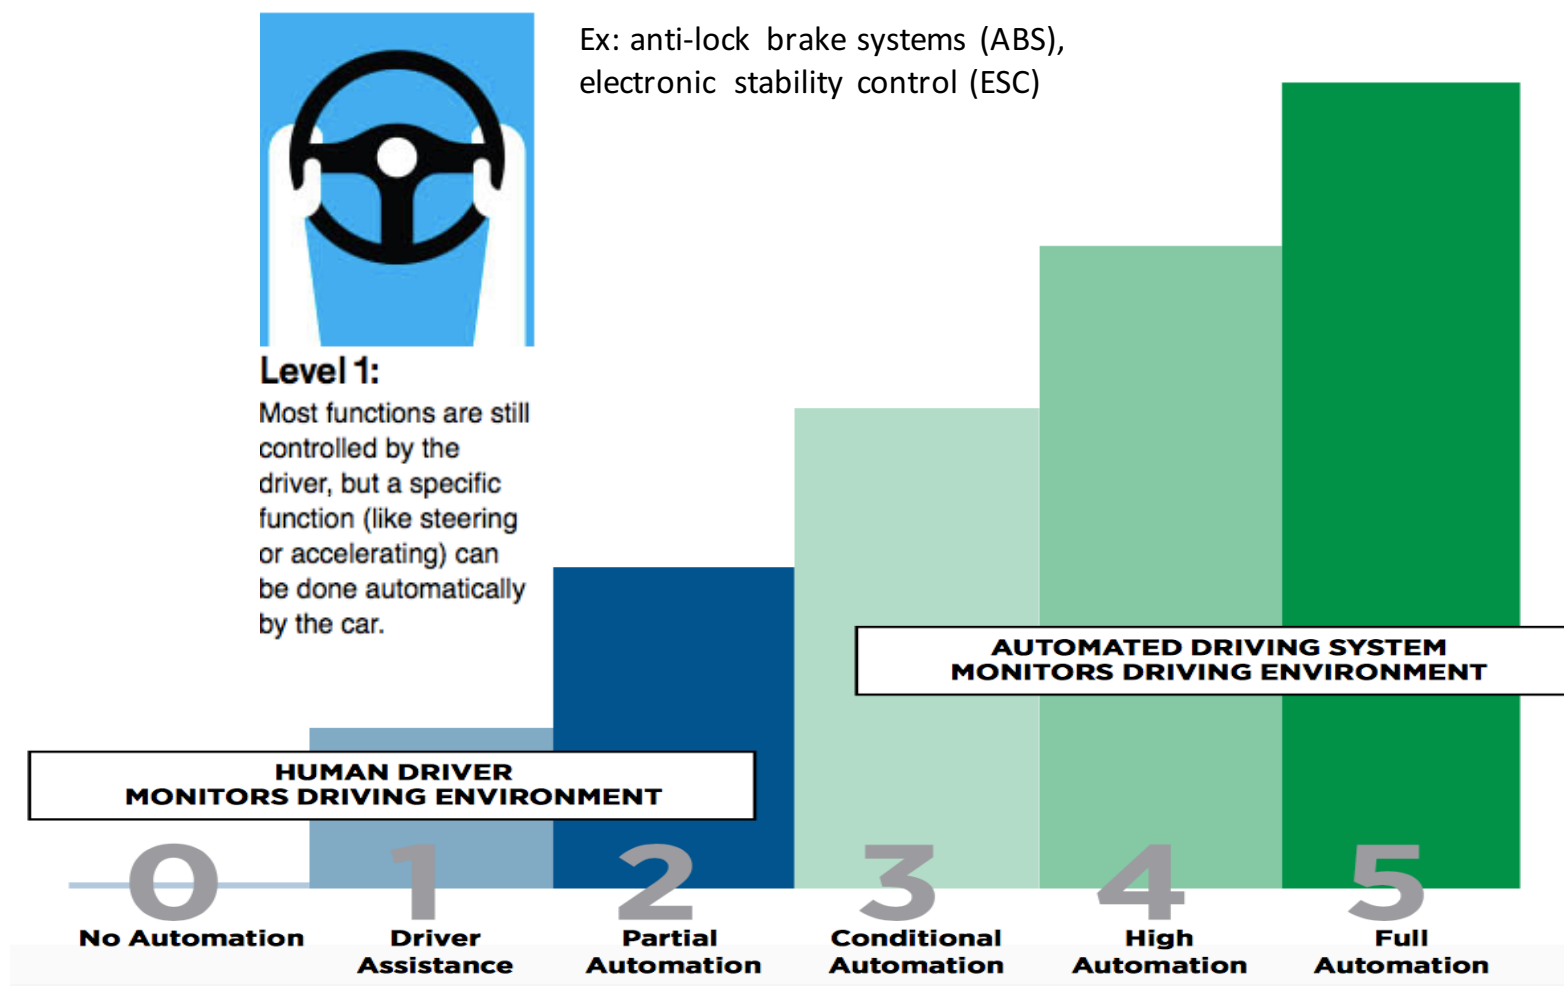 Ex: anti-lock brake systems (ABS),
electronic stability control (ESC)
Level 1:
Most functions are still
controlled by the
driver, but a specific
function (like steering
or accelerating) can
be done automatically
by the car.
AUTOMATED DRIVING SYSTEM
MONITORS DRIVING ENVIRONMENT
HUMAN DRIVER
MONITORS DRIVING ENVIRONMENT
0
No Automation
1
Driver
Assistance
2
Partial
Automation
3
Conditional
Automation
4
High
Automation
5
Full
Automation